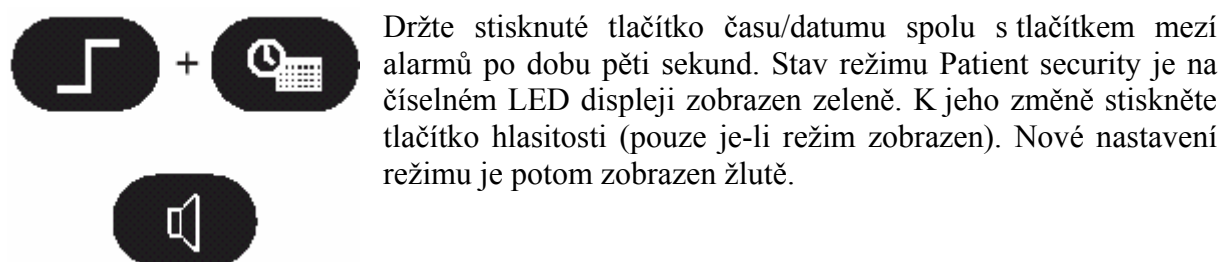 +
Držte stisknuté tlačítko času/datumu spolu s tlačítkem mezí
alarmů po dobu pěti sekund. Stav režimu Patient security je na
číselném LED displeji zobrazen zeleně. K jeho změně stiskněte
tlačítko hlasitosti (pouze je-li režim zobrazen). Nové nastavení
režimu je potom zobrazen žlutě.